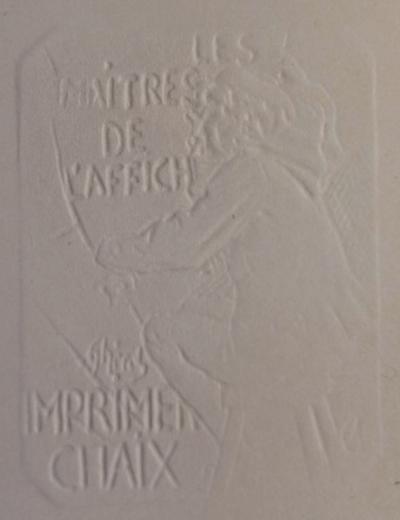 LES
MAITRES
DE
L'AFFICH
IMPRIMER
CHAIX